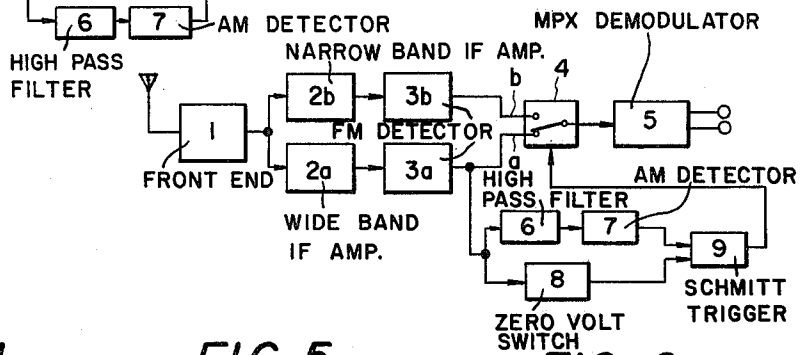 6 7 AM DETECTOR
HIGH PASS
FILTER
MPX DEMODULATOR
NARROW BAND IF AMP.
2b 3b b 4
1 FM DETECTOR 5
2a 3a a
FRONT END
HIGH
PASS FILTER
AM DETECTOR
WIDE BAND
IF AMP.
6 7
9
8
SCHMITT
TRIGGER
ZERO VOLT
SWITCH
FIG. 5